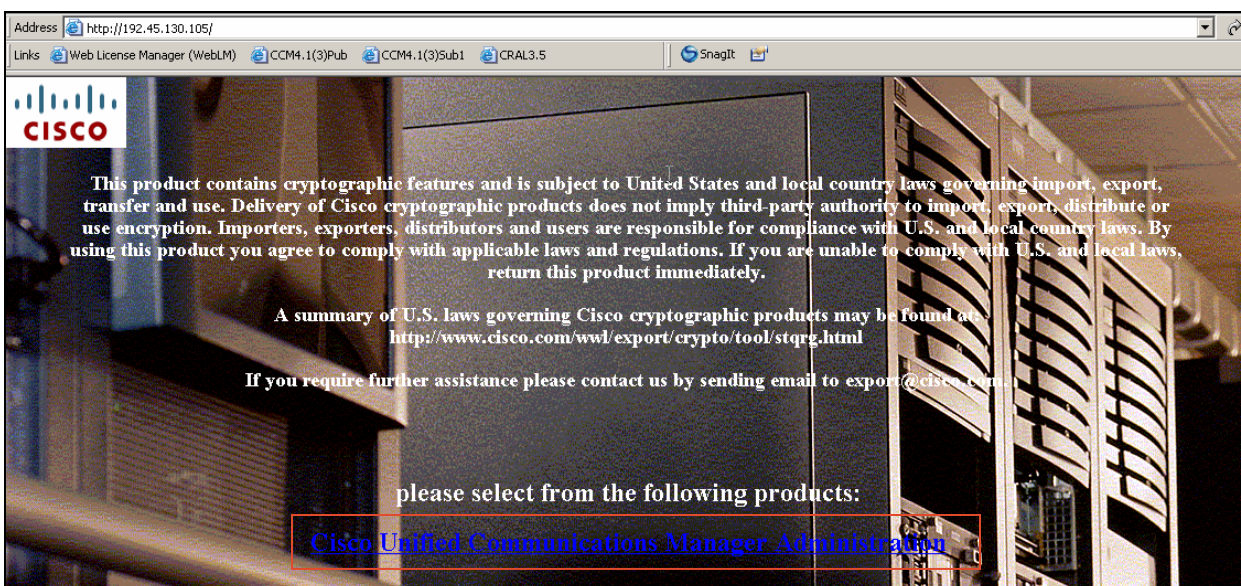 Address http://192.45.130.105/
Links Web License Manager (WebLM) CCM4.1(3)Pub CCM4.1(3)Sub1 CRAL3.5 SnagIt
CISCO
This product contains cryptographic features and is subject to United States and local country laws governing import, export,
transfer and use. Delivery of Cisco cryptographic products does not imply third-party authority to import, export, distribute or
use encryption. Importers, exporters, distributors and users are responsible for compliance with U.S. and local country laws. By
using this product you agree to comply with applicable laws and regulations. If you are unable to comply with U.S. and local laws,
return this product immediately.
A summary of U.S. laws governing Cisco cryptographic products may be found at:
http://www.cisco.com/wwl/export/crypto/tool/stqrg.html
If you require further assistance please contact us by sending email to export@cisco.com.
please select from the following products:
Cisco Unified Communications Manager Administration